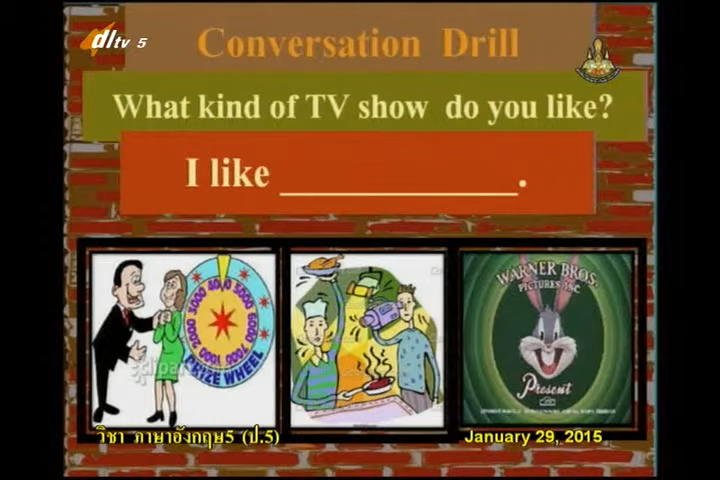 dltv 5
Conversation Drill
What kind of TV show do you like?
I like ____________.
WARNER BROS.
PICTURES INC.
Present
PRIZE WHEEL
วิชา ภาษาอังกฤษ5 (ป.5)
January 29, 2015